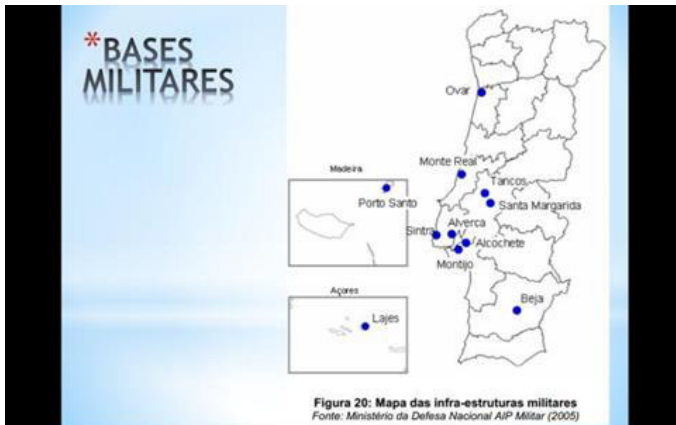 *BASES
MILITARES
Ovar
Monte Real
Madeira
Tancos
Porto Santo
Santa Margarida
Sintra
Alverca
Alcochete
Montijo
Açores
Beja
Lajes
Figura 20: Mapa das infra-estruturas militares
Fonte: Ministério da Defesa Nacional AIP Militar (2005)